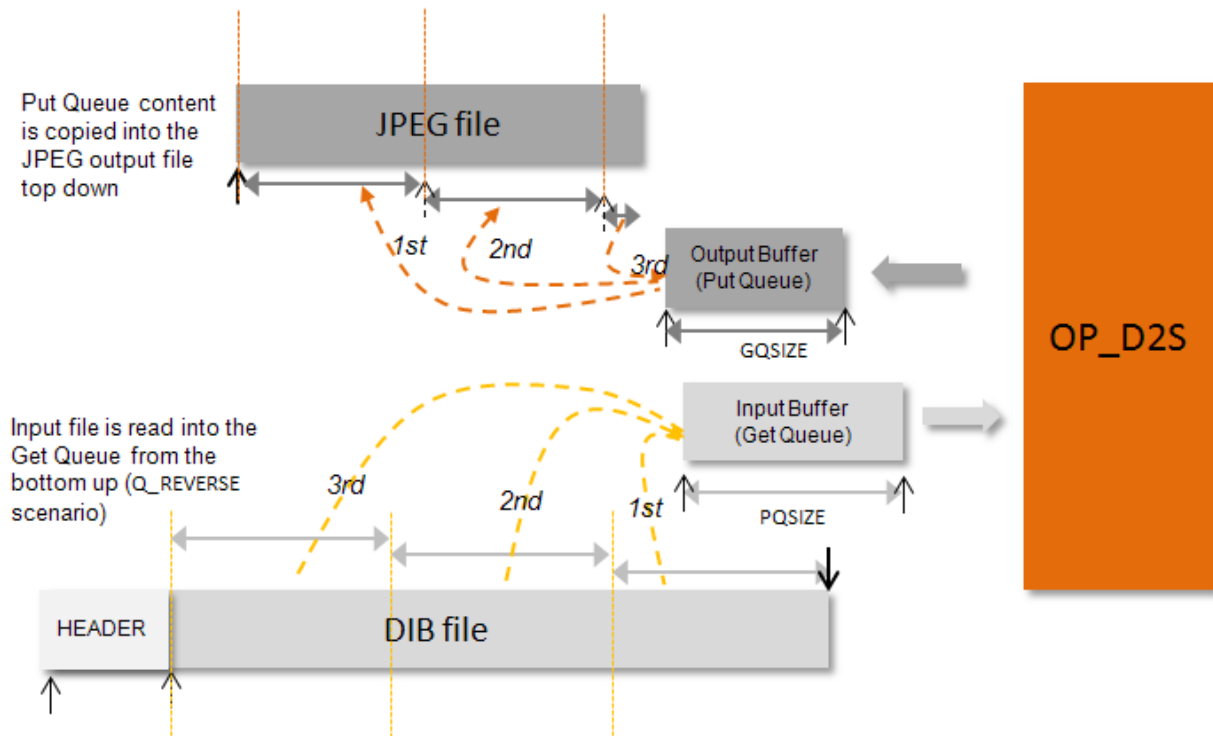 Put Queue content
is copied into the
JPEG output file
top down
JPEG file
1st
2nd
3rd
Output Buffer
(Put Queue)
GQSIZE
OP_D2S
Input file is read into the
Get Queue from the
bottom up (Q_REVERSE
scenario)
Input Buffer
(Get Queue)
PQSIZE
3rd
2nd
1st
HEADER
DIB file